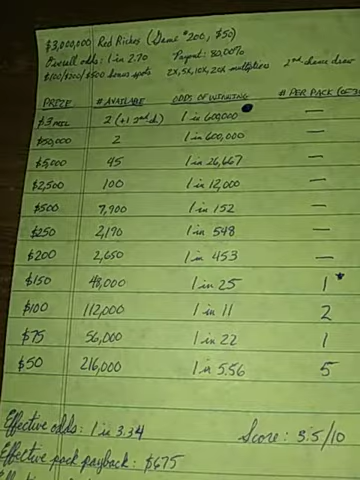 $3,000,000 Red Riches (Game #200, $50)
Overall odds: 1 in 2.70 Payout: 80.00%
$100/$200/$500 bonus spots 2X, 5X, 10X, 20X multipliers 2nd chance draw
PRIZE # AVAILABLE ODDS OF WINNING # PER PACK (OF
$3 MIL 2 (+1 2nd ch) 1 in 600,000 —
$50,000 2 1 in 600,000 —
$5,000 45 1 in 26,667 —
$2,500 100 1 in 12,000 —
$500 7,900 1 in 152 —
$250 2,190 1 in 548 —
$200 2,650 1 in 453 —
$150 48,000 1 in 25 1*
$100 112,000 1 in 11 2
$75 56,000 1 in 22 1
$50 216,000 1 in 5.56 5
Effective odds: 1 in 3.34 Score: 3.5/10
Effective pack payback: $675